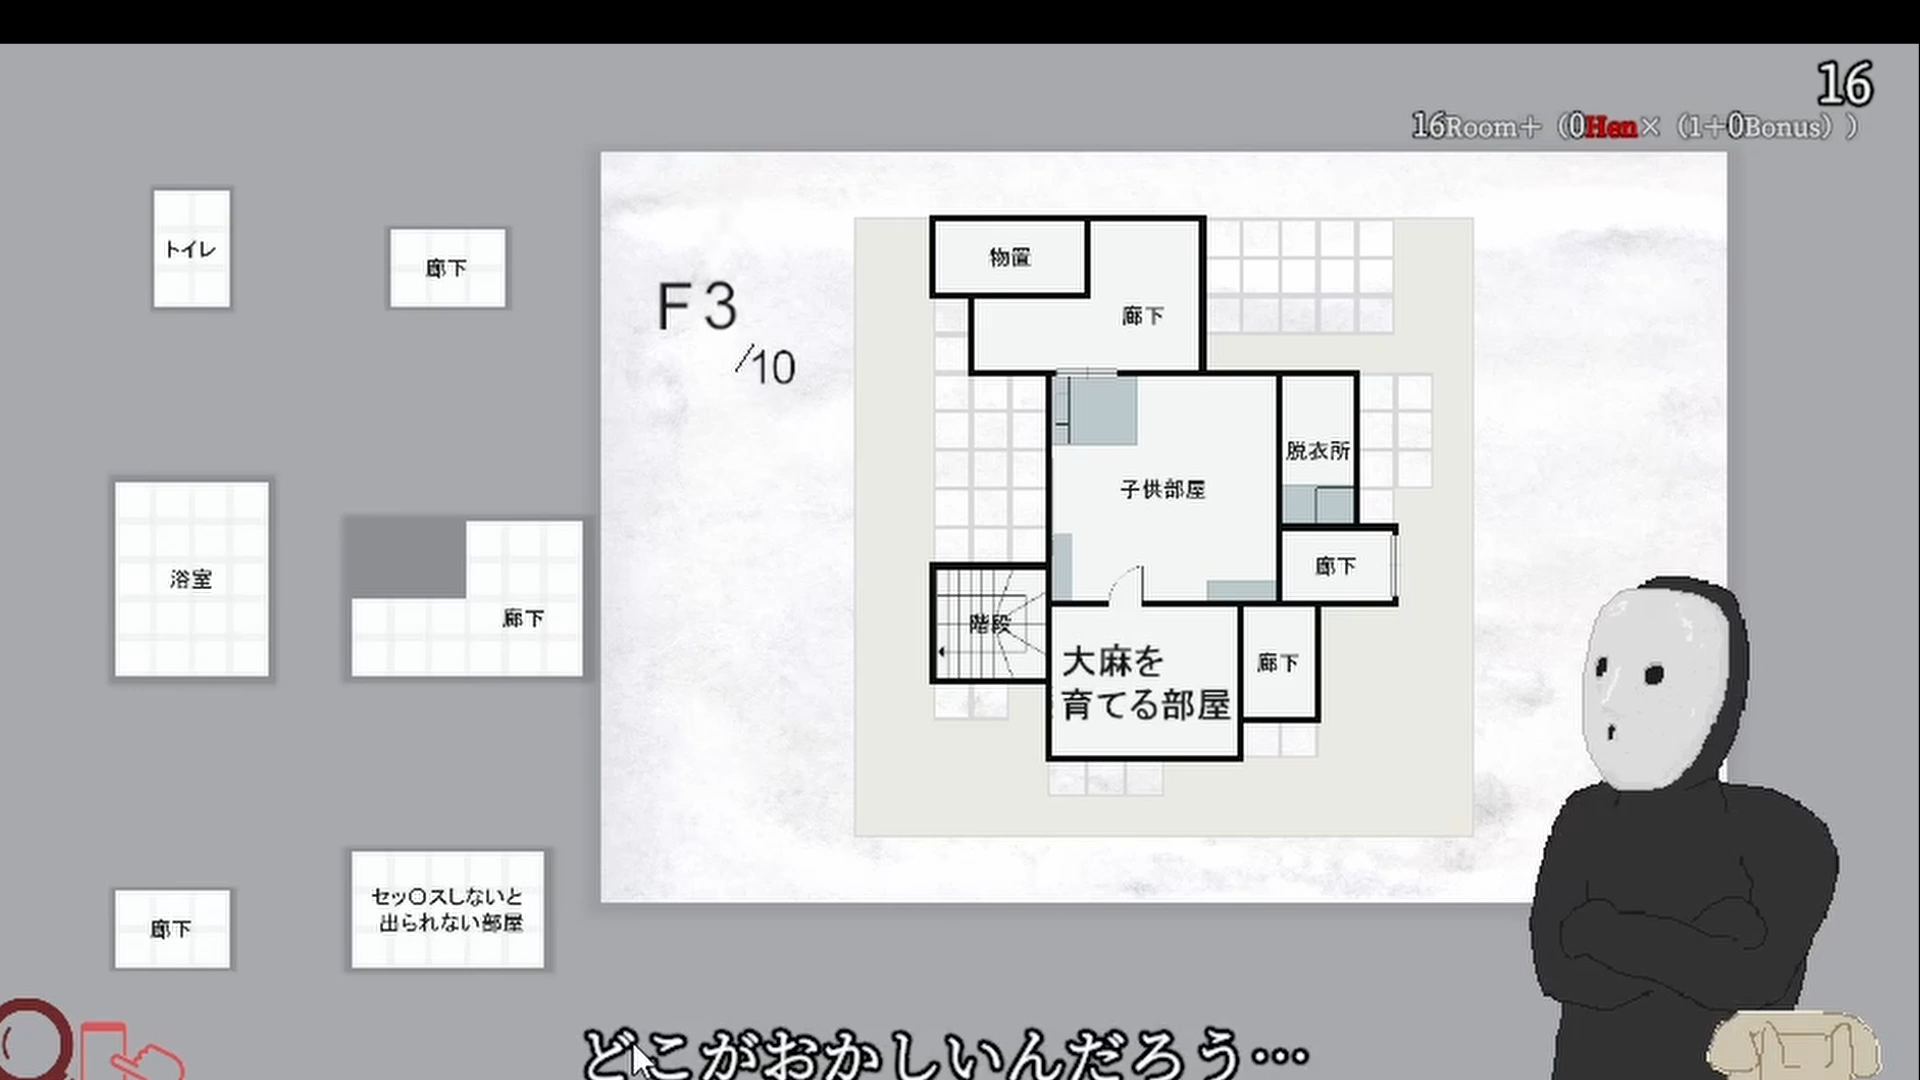 16
16Room＋（0Hen×（1+0Bonus））
トイレ
廊下
浴室
廊下
廊下
セッ〇スしないと
出られない部屋
F3
/10
物置
廊下
脱衣所
子供部屋
廊下
階段
大麻を
育てる部屋
廊下
どこがおかしいんだろう…